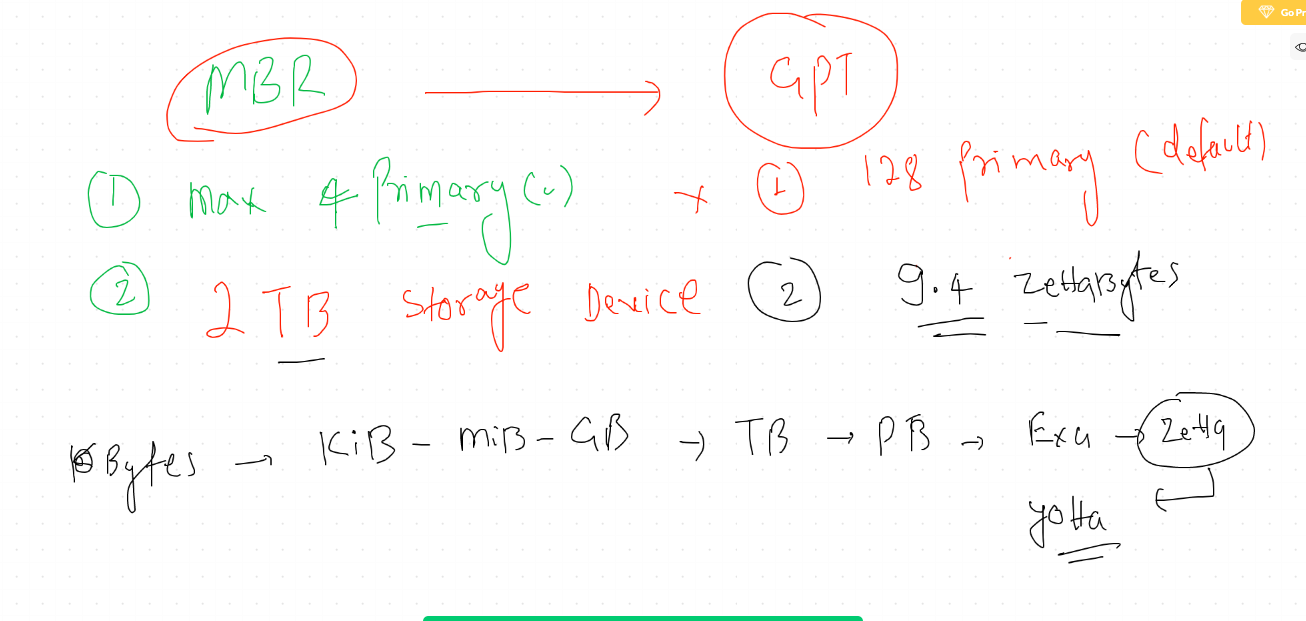 Go Pr
MBR → GPT
① max 4 Primary (✓) x ① 128 Primary (default)
② 2 TB Storage Device ② 9.4 ZettaBytes
Bytes → KiB - MiB - GB → TB → PB → Exa → Zetta
yotta